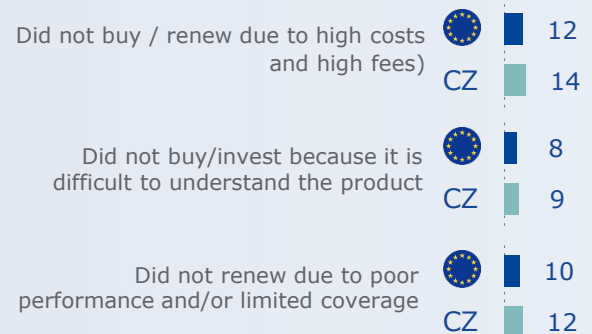 Did not buy / renew due to high costs
and high fees)
12
CZ
14
Did not buy/invest because it is
difficult to understand the product
8
CZ
9
Did not renew due to poor
performance and/or limited coverage
10
CZ
12